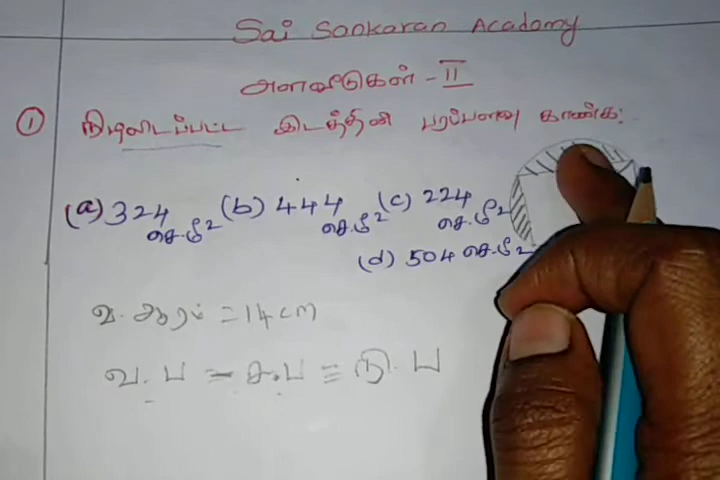 Sai Sankaran Academy
அளவீடுகள் - II
① நிழலிடப்பட்ட இடத்தின் பரப்பளவு காண்க:
(a) 324 செ.மீ² (b) 444 செ.மீ² (c) 224 செ.மீ²
(d) 504 செ.மீ²
வ. ஆரம் = 14 cm
வ. ப - ச. ப = நி. ப